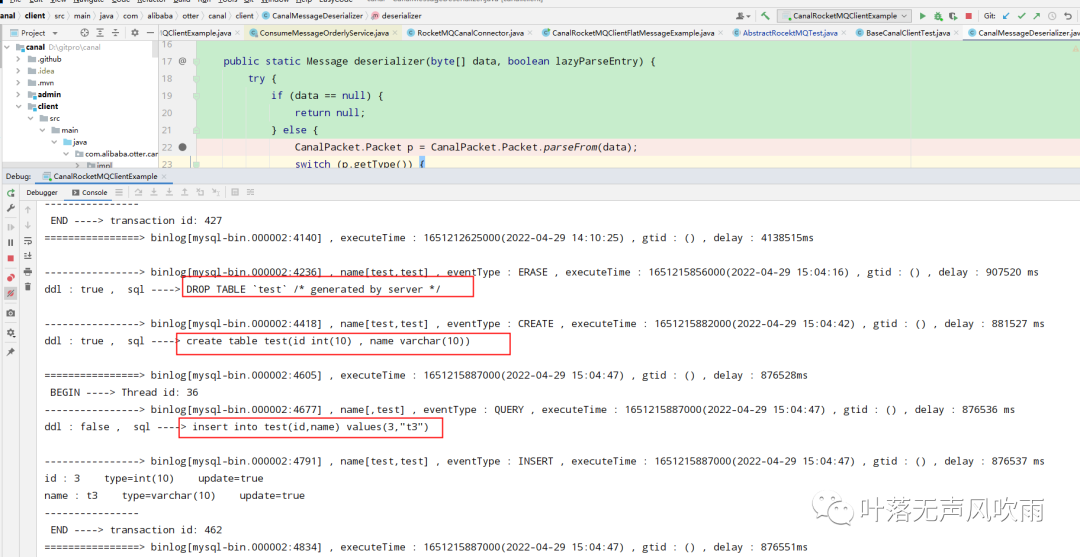 canal client src main java com alibaba otter canal client CanalMessageDeserializer deserializer CanalRocketMQClientExample Git:
Project QClientExample.java ConsumeMessageOrderlyService.java RocketMQCanalConnector.java CanalRocketMQClientFlatMessageExample.java AbstractRocektMQTest.java BaseCanalClientTest.java CanalMessageDeserializer.java
canal D:\gitpro\canal
.github
.idea
.mvn
admin
client
src
main
java
com.alibaba.otter.can
impl
16
17 @ public static Message deserializer(byte[] data, boolean lazyParseEntry) {
18 try {
19 if (data == null) {
20 return null;
21 } else {
22 CanalPacket.Packet p = CanalPacket.Packet.parseFrom(data);
23 switch (p.getType()) {
Debug: CanalRocketMQClientExample
Debugger Console
----------------
END ----> transaction id: 427
================> binlog[mysql-bin.000002:4140] , executeTime : 1651212625000(2022-04-29 14:10:25) , gtid : () , delay : 4138515ms
----------------> binlog[mysql-bin.000002:4236] , name[test,test] , eventType : ERASE , executeTime : 1651215856000(2022-04-29 15:04:16) , gtid : () , delay : 907520 ms
ddl : true , sql ----> DROP TABLE `test` /* generated by server */
----------------> binlog[mysql-bin.000002:4418] , name[test,test] , eventType : CREATE , executeTime : 1651215882000(2022-04-29 15:04:42) , gtid : () , delay : 881527 ms
ddl : true , sql ----> create table test(id int(10) , name varchar(10))
================> binlog[mysql-bin.000002:4605] , executeTime : 1651215887000(2022-04-29 15:04:47) , gtid : () , delay : 876528ms
BEGIN ----> Thread id: 36
----------------> binlog[mysql-bin.000002:4677] , name[,test] , eventType : QUERY , executeTime : 1651215887000(2022-04-29 15:04:47) , gtid : () , delay : 876536 ms
ddl : false , sql ----> insert into test(id,name) values(3,"t3")
----------------> binlog[mysql-bin.000002:4791] , name[test,test] , eventType : INSERT , executeTime : 1651215887000(2022-04-29 15:04:47) , gtid : () , delay : 876537 ms
id : 3 type=int(10) update=true
name : t3 type=varchar(10) update=true
----------------
END ----> transaction id: 462
================> binlog[mysql-bin.000002:4834] , executeTime : 1651215887000(2022-04-29 15:04:47) , gtid : () , delay : 876551ms
叶落无声风吹雨